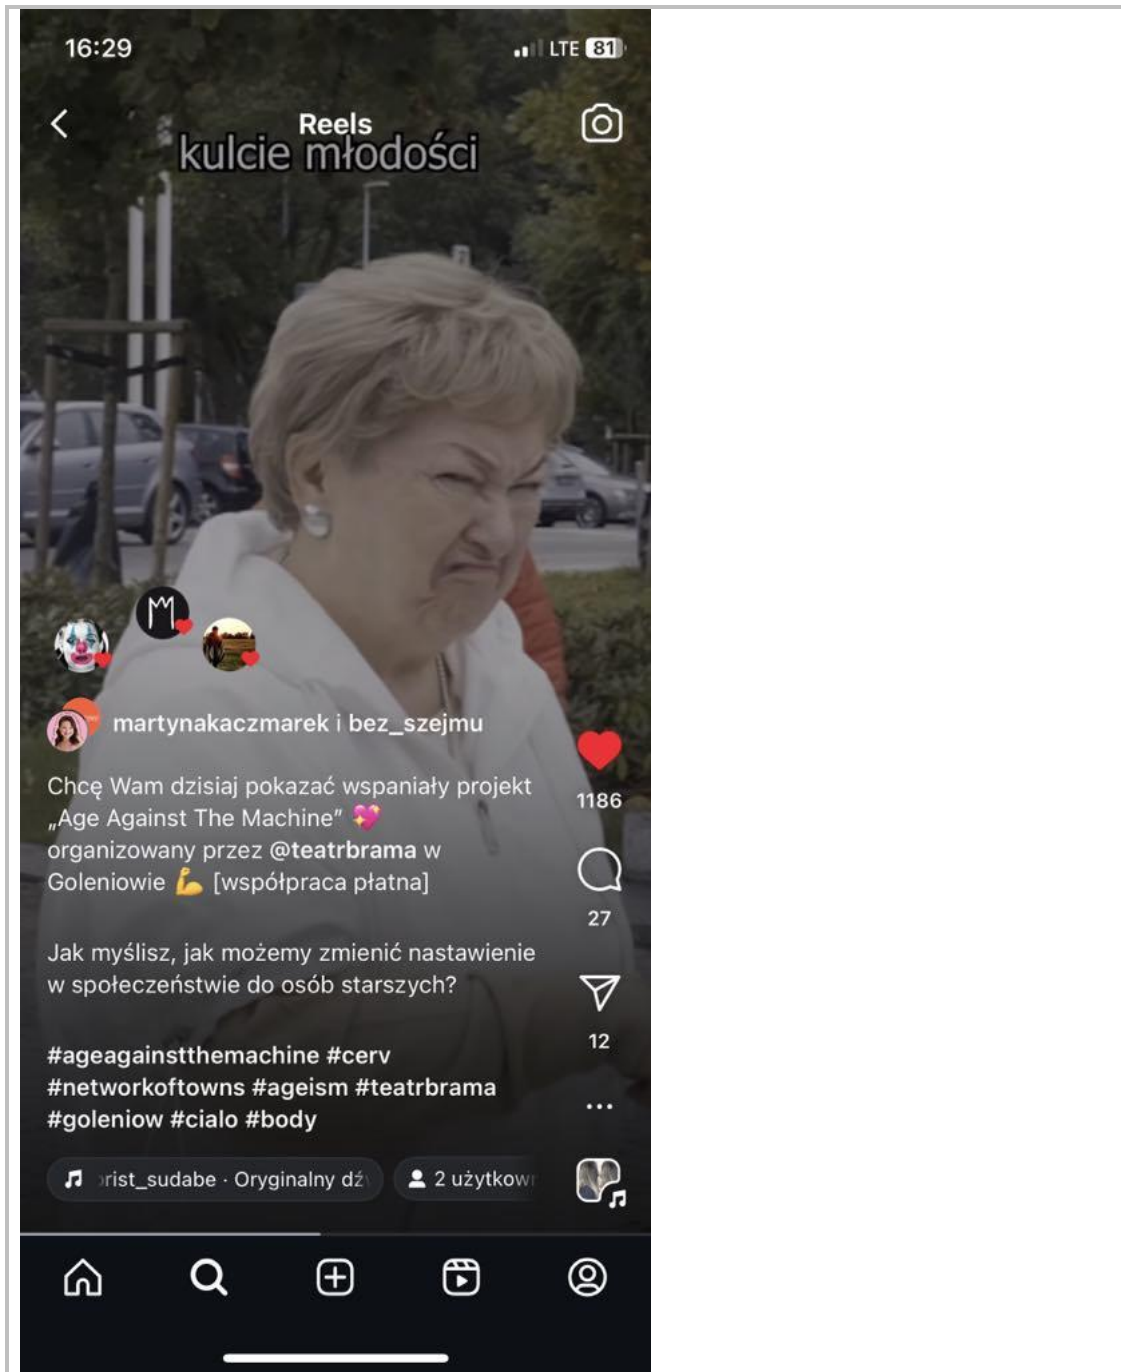 16:29
LTE 81
Reels
kulcie młodości
martynakaczmarek i bez_szejmu
Chcę Wam dzisiaj pokazać wspaniały projekt
„Age Against The Machine” 💖
organizowany przez @teatrbrama w
Goleniowie 💪 [współpraca płatna]
1186
27
Jak myślisz, jak możemy zmienić nastawienie
w społeczeństwie do osób starszych?
12
#ageagainstthemachine #cerv
#networkoftowns #ageism #teatrbrama
#goleniow #cialo #body
rist_sudabe · Oryginalny dź
2 użytkow